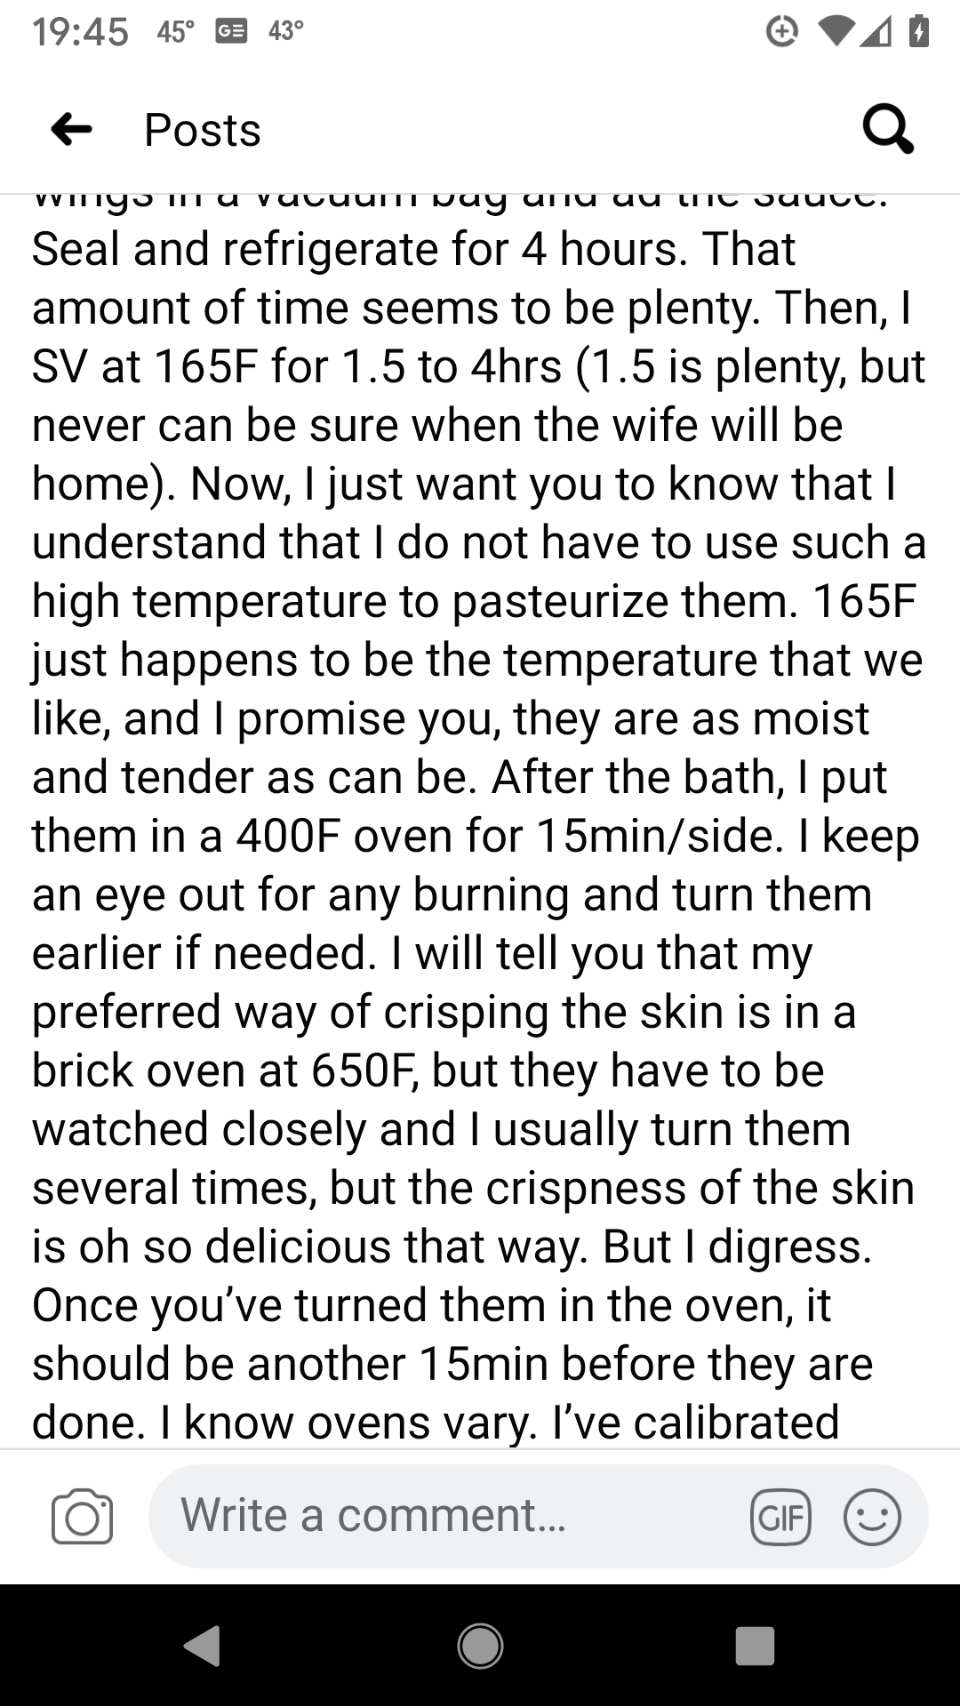 19:45 45° GE 43°
Posts
wings in a vacuum bag and ad the sauce.
Seal and refrigerate for 4 hours. That
amount of time seems to be plenty. Then, I
SV at 165F for 1.5 to 4hrs (1.5 is plenty, but
never can be sure when the wife will be
home). Now, I just want you to know that I
understand that I do not have to use such a
high temperature to pasteurize them. 165F
just happens to be the temperature that we
like, and I promise you, they are as moist
and tender as can be. After the bath, I put
them in a 400F oven for 15min/side. I keep
an eye out for any burning and turn them
earlier if needed. I will tell you that my
preferred way of crisping the skin is in a
brick oven at 650F, but they have to be
watched closely and I usually turn them
several times, but the crispness of the skin
is oh so delicious that way. But I digress.
Once you’ve turned them in the oven, it
should be another 15min before they are
done. I know ovens vary. I’ve calibrated
Write a comment...
GIF